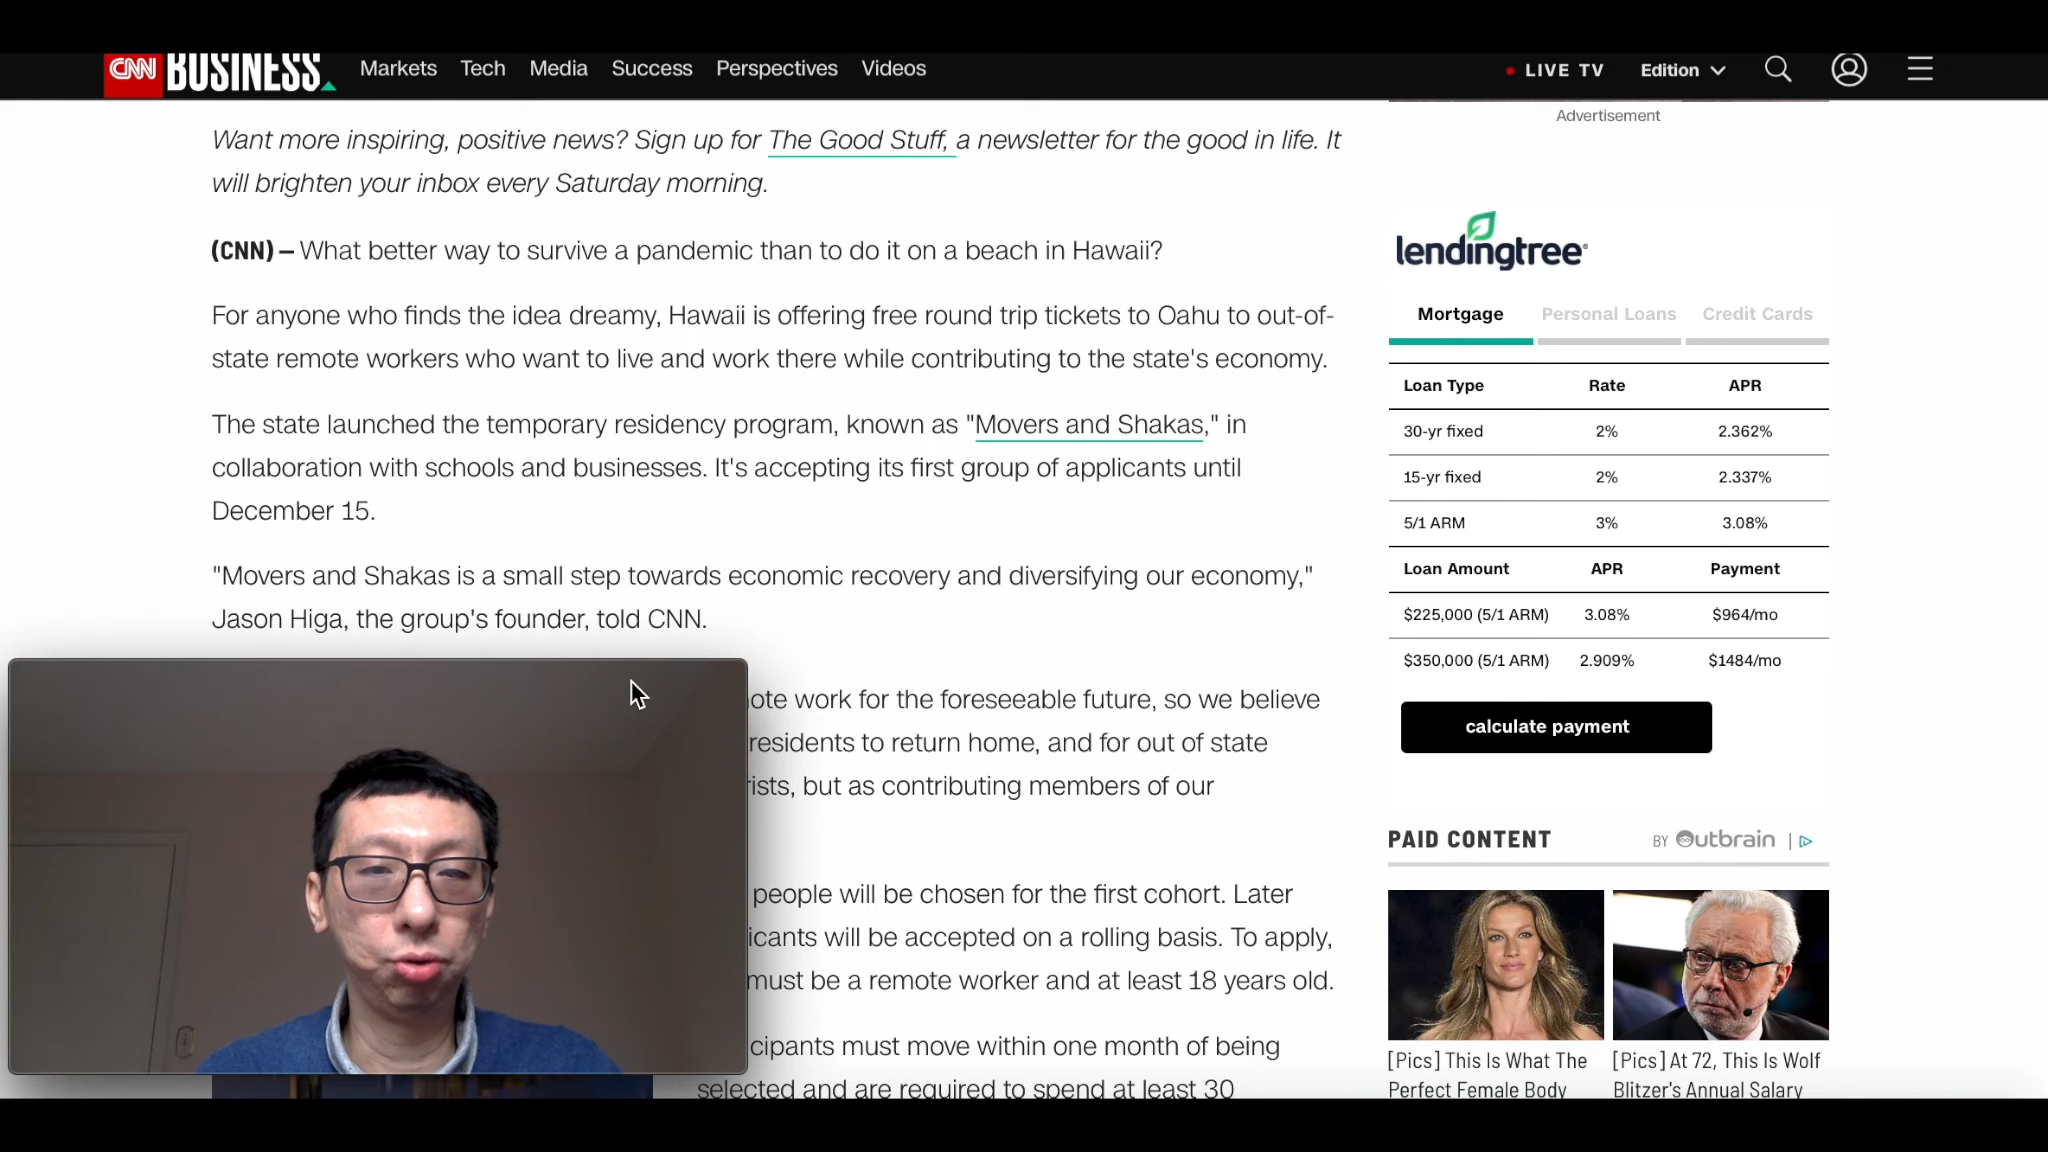 CNN BUSINESS Markets Tech Media Success Perspectives Videos LIVE TV Edition
Want more inspiring, positive news? Sign up for The Good Stuff, a newsletter for the good in life. It
will brighten your inbox every Saturday morning.
(CNN) — What better way to survive a pandemic than to do it on a beach in Hawaii?
For anyone who finds the idea dreamy, Hawaii is offering free round trip tickets to Oahu to out-of-
state remote workers who want to live and work there while contributing to the state's economy.
The state launched the temporary residency program, known as "Movers and Shakas," in
collaboration with schools and businesses. It's accepting its first group of applicants until
December 15.
"Movers and Shakas is a small step towards economic recovery and diversifying our economy,"
Jason Higa, the group's founder, told CNN.
work for the foreseeable future, so we believe
residents to return home, and for out of state
but as contributing members of our
people will be chosen for the first cohort. Later
will be accepted on a rolling basis. To apply,
must be a remote worker and at least 18 years old.
must move within one month of being
selected and are required to spend at least 30
Advertisement
lendingtree
Mortgage Personal Loans Credit Cards
Loan Type Rate APR
30-yr fixed 2% 2.362%
15-yr fixed 2% 2.337%
5/1 ARM 3% 3.08%
Loan Amount APR Payment
$225,000 (5/1 ARM) 3.08% $964/mo
$350,000 (5/1 ARM) 2.909% $1484/mo
calculate payment
PAID CONTENT BY Outbrain
[Pics] This Is What The
Perfect Female Body
[Pics] At 72, This Is Wolf
Blitzer's Annual Salary